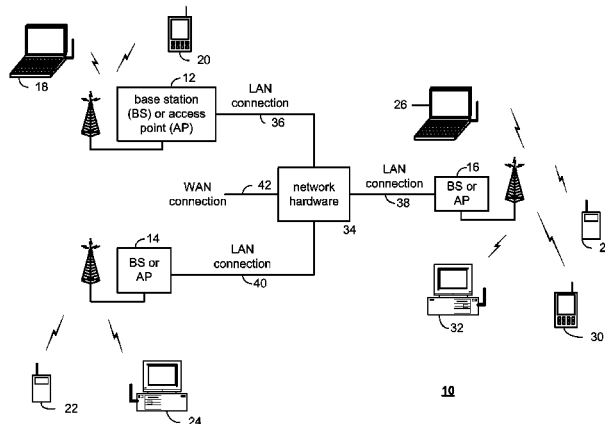 18
20
12
base station
(BS) or access
point (AP)
LAN
connection
36
26
WAN
connection
42
network
hardware
34
LAN
connection
38
16
BS or
AP
14
BS or
AP
LAN
connection
40
2
32
30
22
24
10